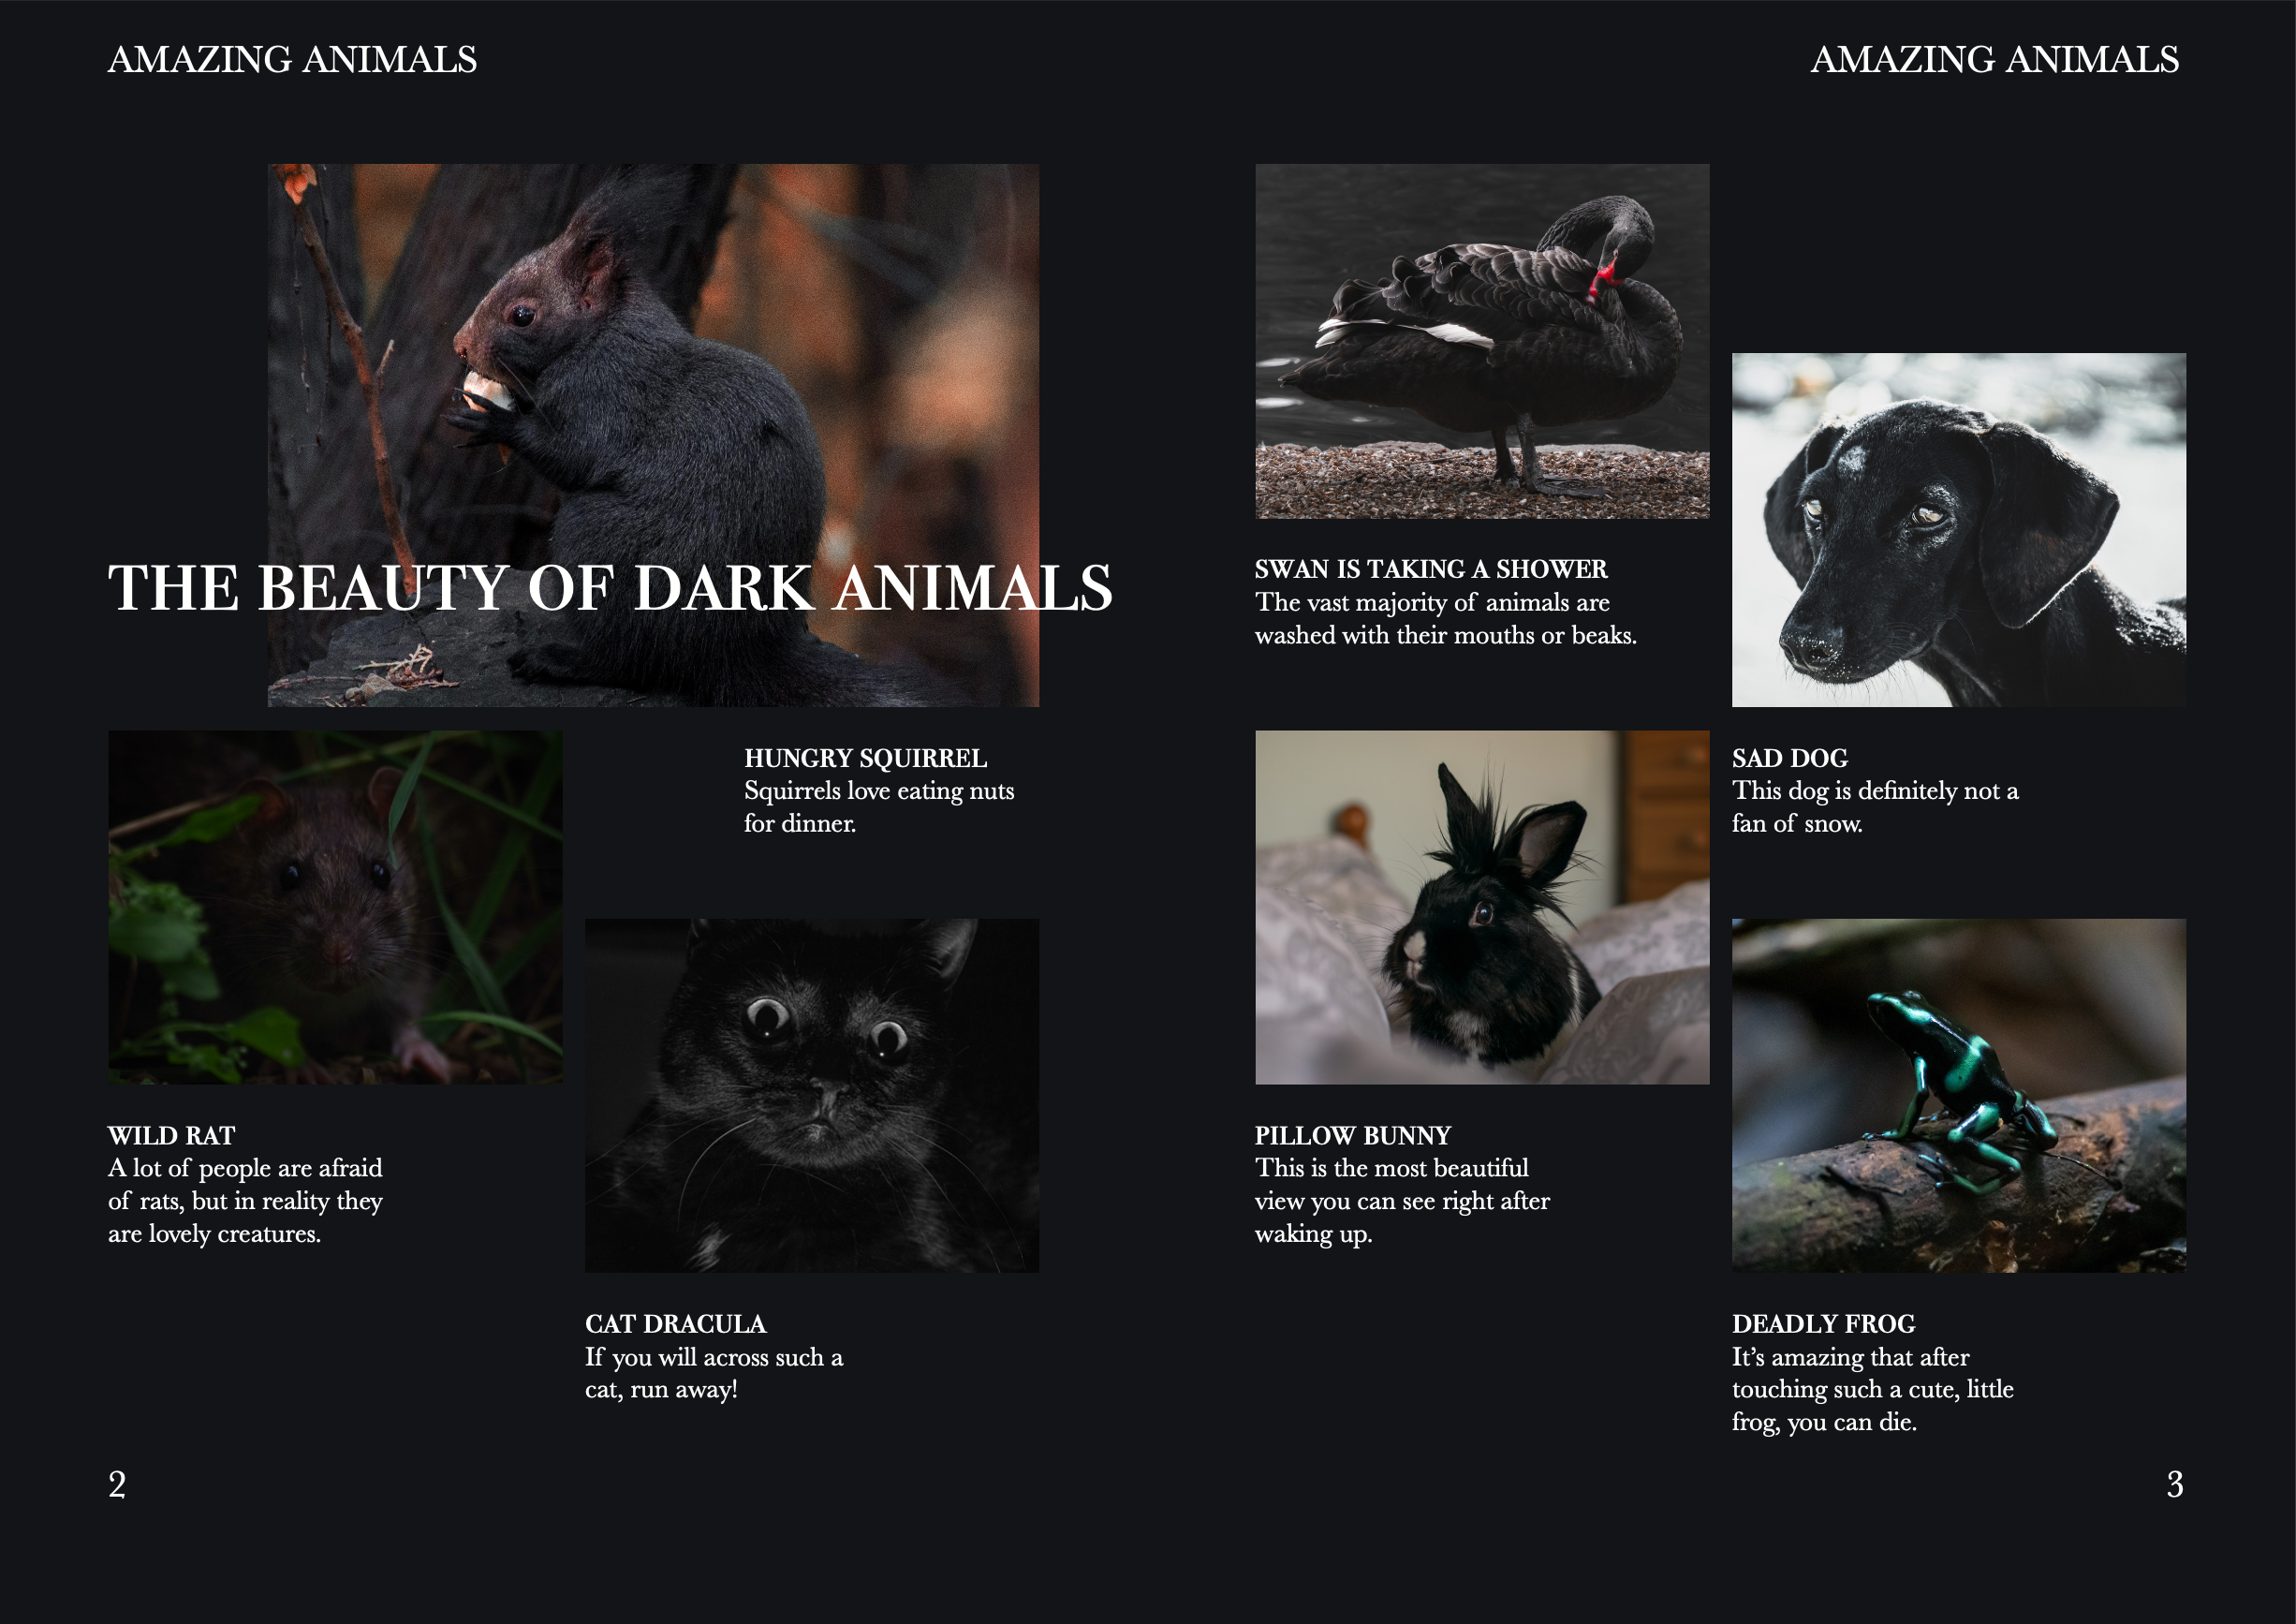 AMAZING ANIMALS
AMAZING ANIMALS
THE BEAUTY OF DARK ANIMALS
HUNGRY SQUIRREL
Squirrels love eating nuts
for dinner.
WILD RAT
A lot of people are afraid
of rats, but in reality they
are lovely creatures.
CAT DRACULA
If you will across such a
cat, run away!
2
SWAN IS TAKING A SHOWER
The vast majority of animals are
washed with their mouths or beaks.
SAD DOG
This dog is definitely not a
fan of snow.
PILLOW BUNNY
This is the most beautiful
view you can see right after
waking up.
DEADLY FROG
It’s amazing that after
touching such a cute, little
frog, you can die.
3